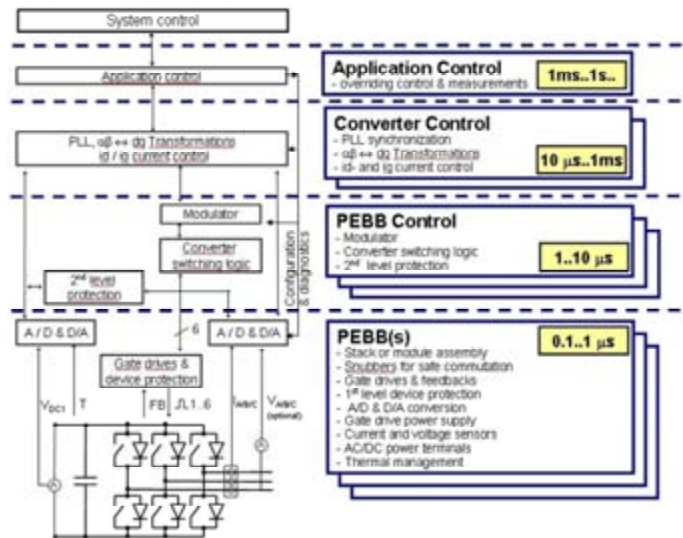 System control
Application control
PLL, αβ ↔ dq Transformations
id / iq current control
Modulator
Converter
switching logic
Configuration
& diagnostics
2nd level
protection
A / D & D/A
6
A / D & D/A
Gate drives &
device protection
VDC1
T
FB
1..6
IA/B/C
VA/B/C
(optional)
Application Control
- overriding control & measurements
1ms..1s..
Converter Control
- PLL synchronization
- αβ ↔ dq Transformations
- id- and iq current control
10 μs..1ms
PEBB Control
- Modulator
- Converter switching logic
- 2nd level protection
1..10 μs
PEBB(s)
0.1..1 μs
- Stack or module assembly
- Snubbers for safe commutation
- Gate drives & feedbacks
- 1st level device protection
- A/D & D/A conversion
- Gate drive power supply
- Current and voltage sensors
- AC/DC power terminals
- Thermal management